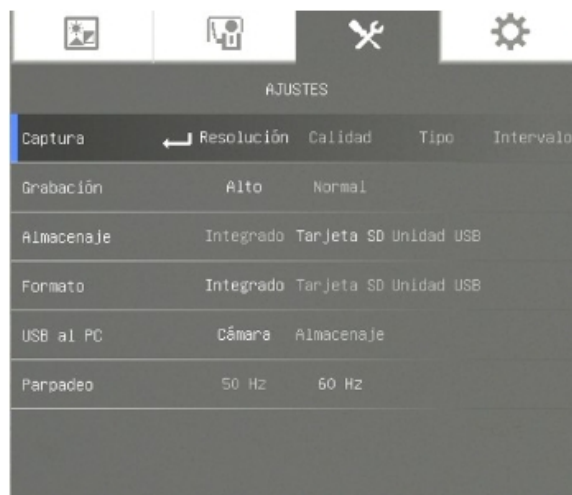 AJUSTES
Captura Resolución Calidad Tipo Intervalo
Grabación Alto Normal
Almacenaje Integrado Tarjeta SD Unidad USB
Formato Integrado Tarjeta SD Unidad USB
USB al PC Cámara Almacenaje
Parpadeo 50 Hz 60 Hz